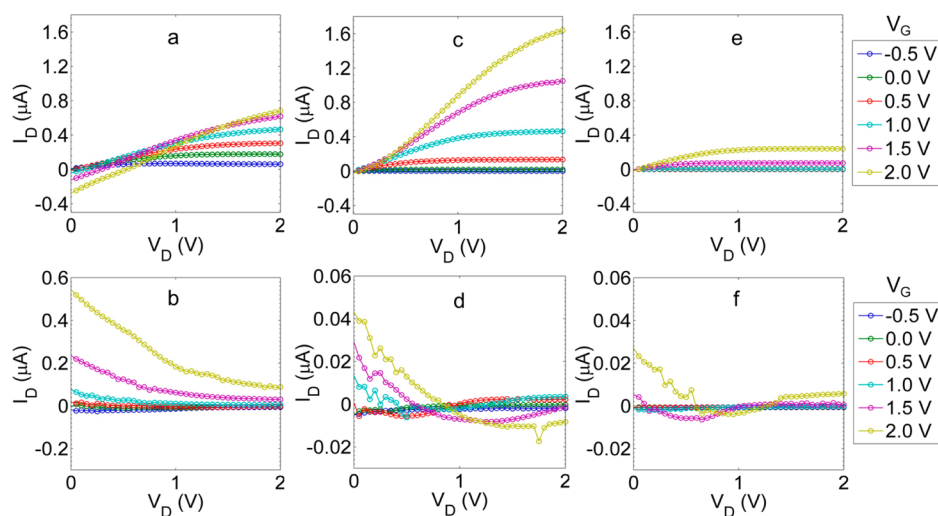 a
c
e
I_D (μA)
1.6
1.2
0.8
0.4
0
-0.4
0
1
2
V_D (V)
I_D (μA)
1.6
1.2
0.8
0.4
0
-0.4
0
1
2
V_D (V)
I_D (μA)
1.6
1.2
0.8
0.4
0
-0.4
0
1
2
V_D (V)
V_G
-0.5 V
0.0 V
0.5 V
1.0 V
1.5 V
2.0 V
b
d
f
I_D (μA)
0.6
0.4
0.2
0
-0.2
0
1
2
V_D (V)
I_D (μA)
0.06
0.04
0.02
0
-0.02
0
1
2
V_D (V)
I_D (μA)
0.06
0.04
0.02
0
-0.02
0
1
2
V_D (V)
V_G
-0.5 V
0.0 V
0.5 V
1.0 V
1.5 V
2.0 V